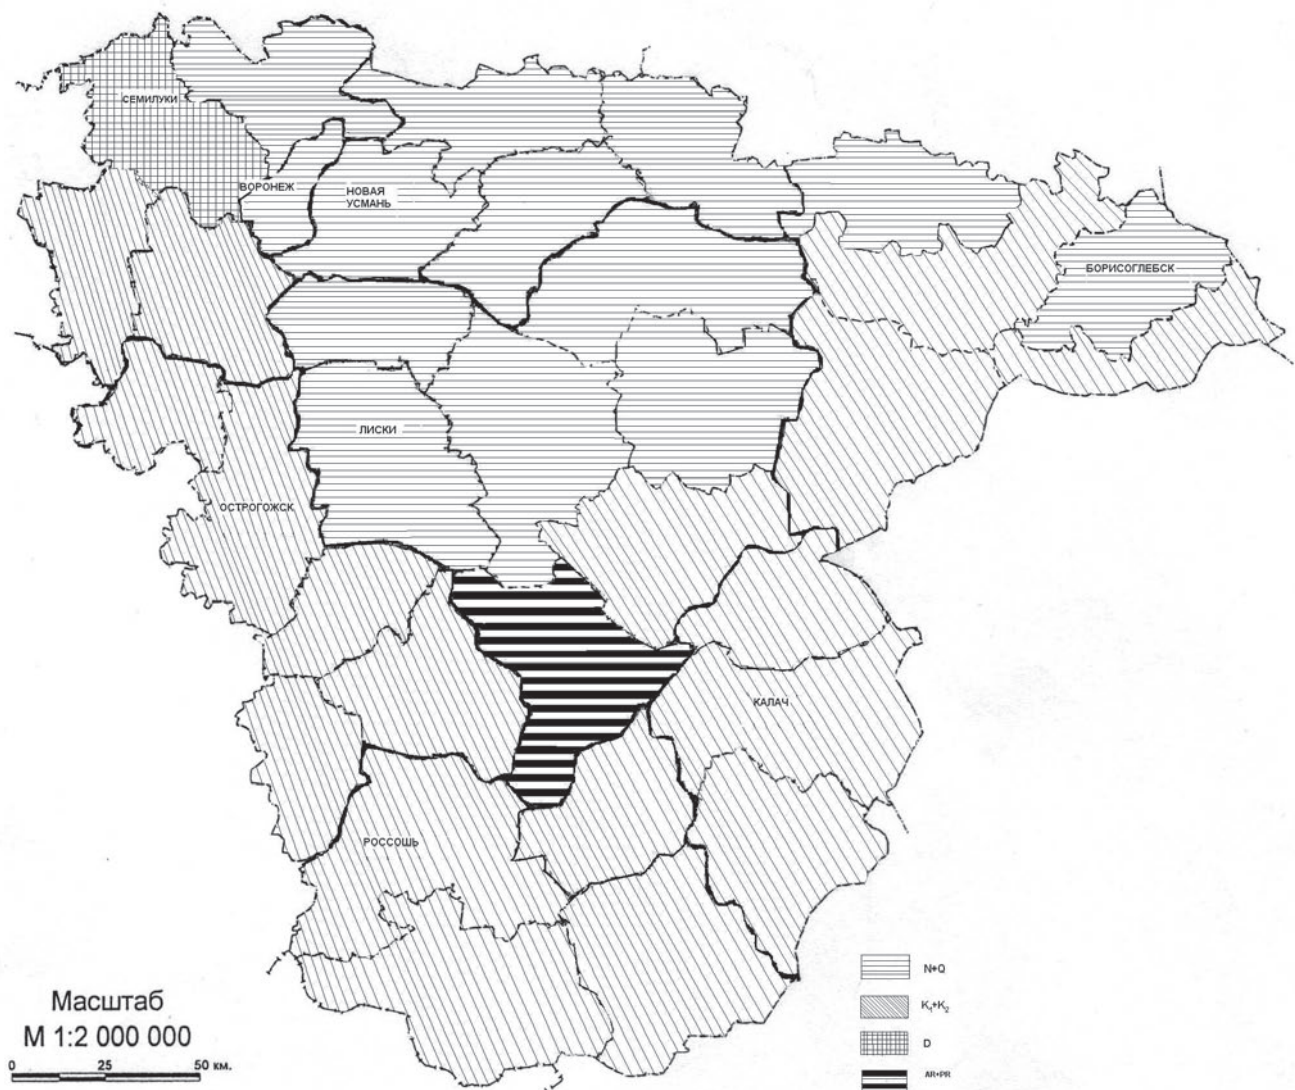 СЕМИЛУКИ
ВОРОНЕЖ
НОВАЯ
УСМАНЬ
БОРИСОГЛЕБСК
ЛИСКИ
ОСТРОГОЖСК
КАЛАЧ
РОССОШЬ
N+Q
K₁+K₂
D
AR+PR
Масштаб
М 1:2 000 000
0 25 50 км.